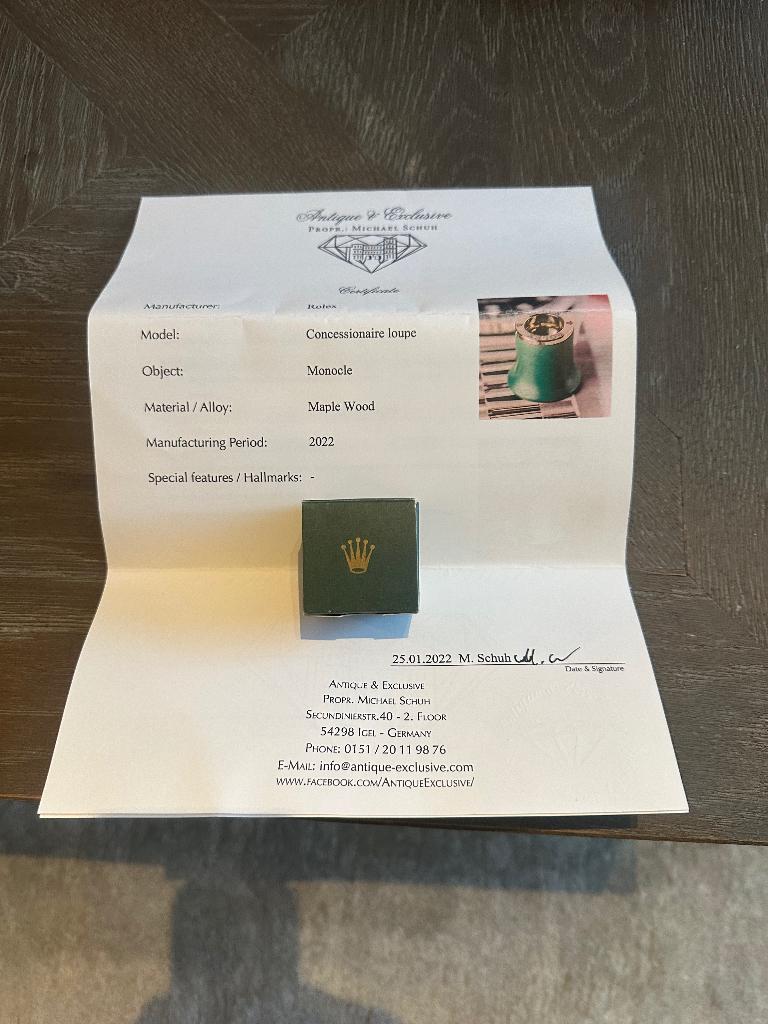 Antique & Exclusive
Propr.: Michael Schuh
Certificate
Manufacturer: Rolex
Model: Concessionaire loupe
Object: Monocle
Material / Alloy: Maple Wood
Manufacturing Period: 2022
Special features / Hallmarks: -
25.01.2022 M. Schuh
Date & Signature
Antique & Exclusive
Propr. Michael Schuh
Secundinierstr.40 - 2. Floor
54298 Igel - Germany
Phone: 0151 / 20 11 98 76
E-Mail: info@antique-exclusive.com
www.facebook.com/AntiqueExclusive/